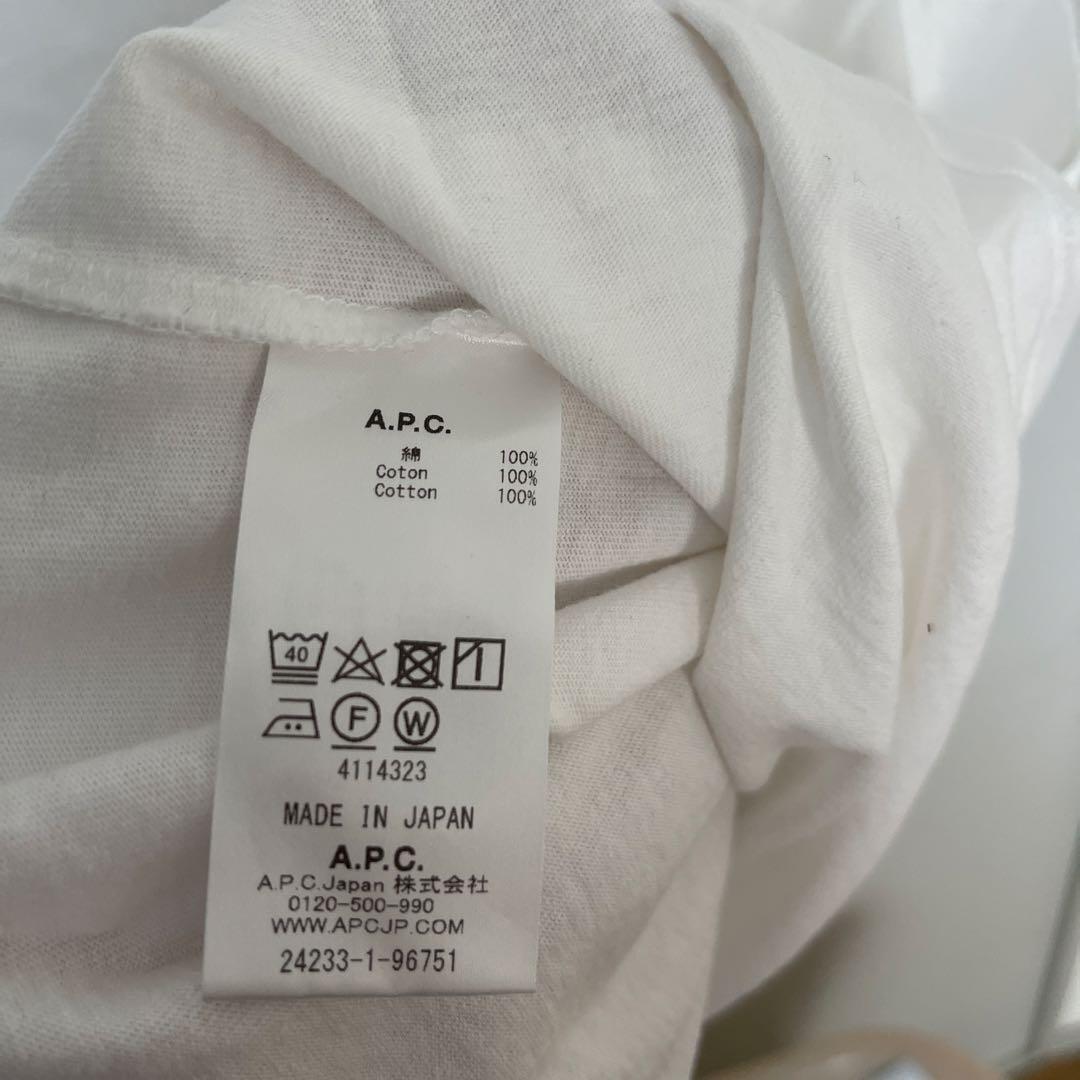 A.P.C.
綿 100%
Coton 100%
Cotton 100%
40
F W
4114323
MADE IN JAPAN
A.P.C.
A.P.C.Japan 株式会社
0120-500-990
WWW.APCJP.COM
24233-1-96751